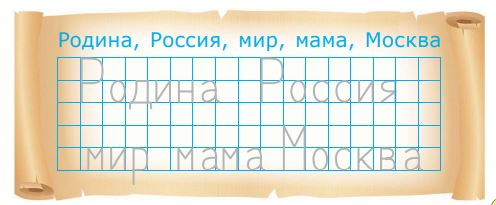 Родина, Россия, мир, мама, Москва
Родина Россия
мир мама Москва